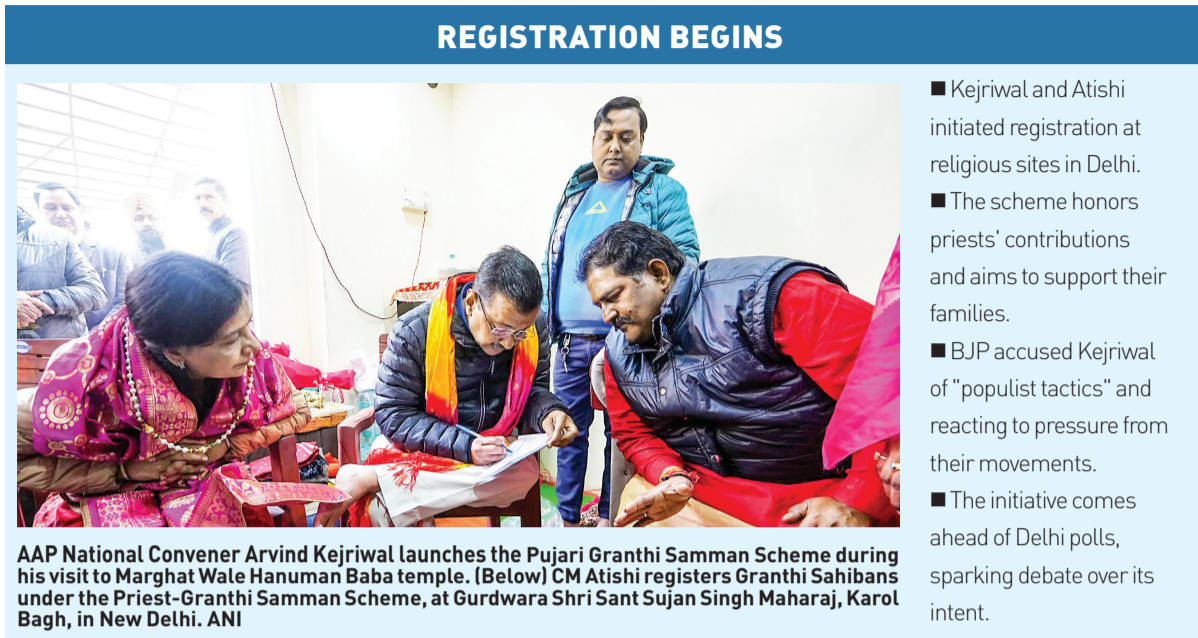 REGISTRATION BEGINS
■ Kejriwal and Atishi
initiated registration at
religious sites in Delhi.
■ The scheme honors
priests' contributions
and aims to support their
families.
■ BJP accused Kejriwal
of "populist tactics" and
reacting to pressure from
their movements.
■ The initiative comes
ahead of Delhi polls,
sparking debate over its
intent.
AAP National Convener Arvind Kejriwal launches the Pujari Granthi Samman Scheme during
his visit to Marghat Wale Hanuman Baba temple. (Below) CM Atishi registers Granthi Sahibans
under the Priest-Granthi Samman Scheme, at Gurdwara Shri Sant Sujan Singh Maharaj, Karol
Bagh, in New Delhi. ANI